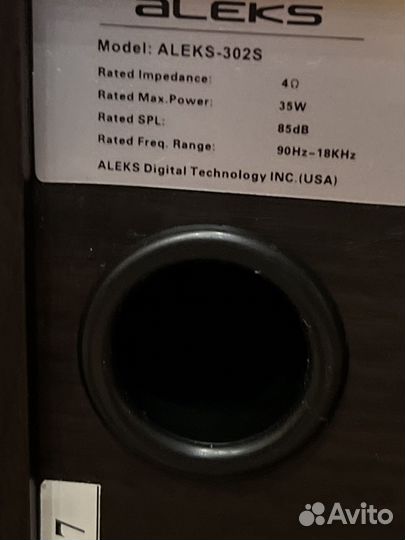 ALEKS
Model: ALEKS-302S
Rated Impedance: 4Ω
Rated Max.Power: 35W
Rated SPL: 85dB
Rated Freq. Range: 90Hz-18KHz
ALEKS Digital Technology INC.(USA)
7
Avito